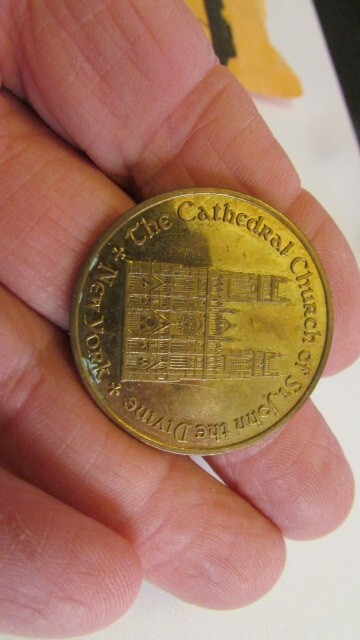 ✠ The Cathedral Church of St. John the Divine ✠
New York